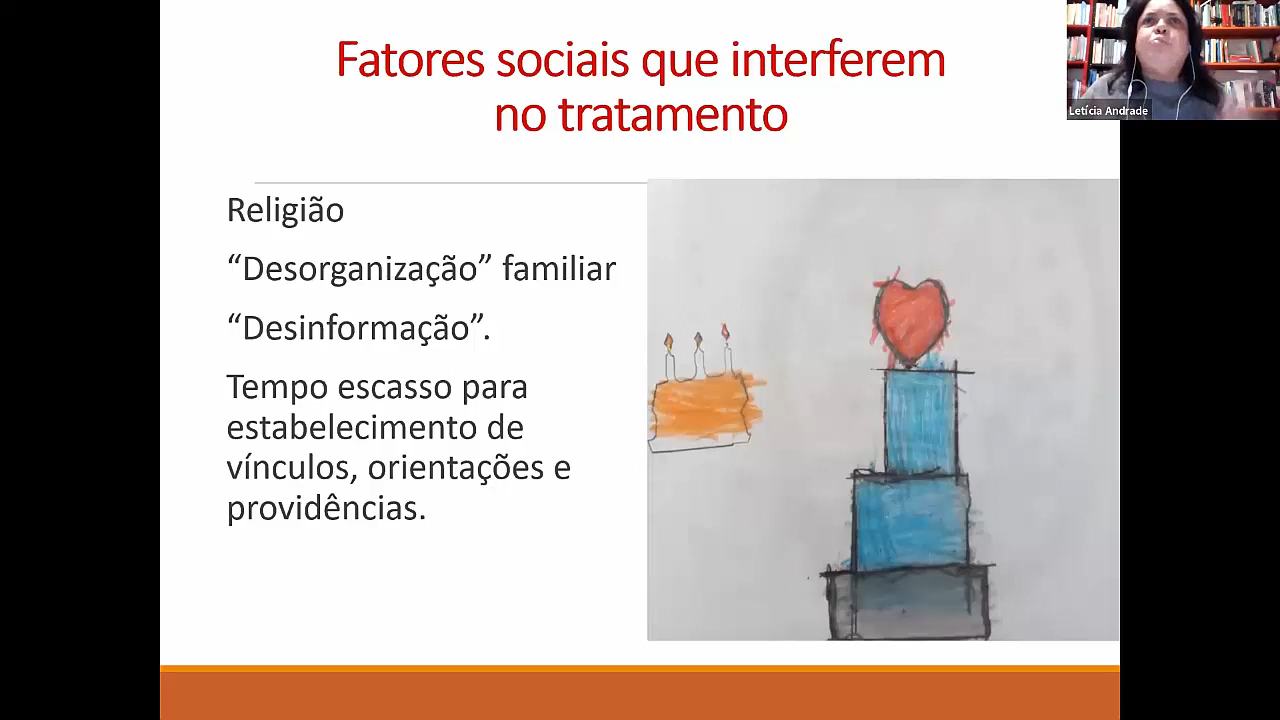 Fatores sociais que interferem
no tratamento
Letícia Andrade
Religião
“Desorganização” familiar
“Desinformação”.
Tempo escasso para
estabelecimento de
vínculos, orientações e
providências.